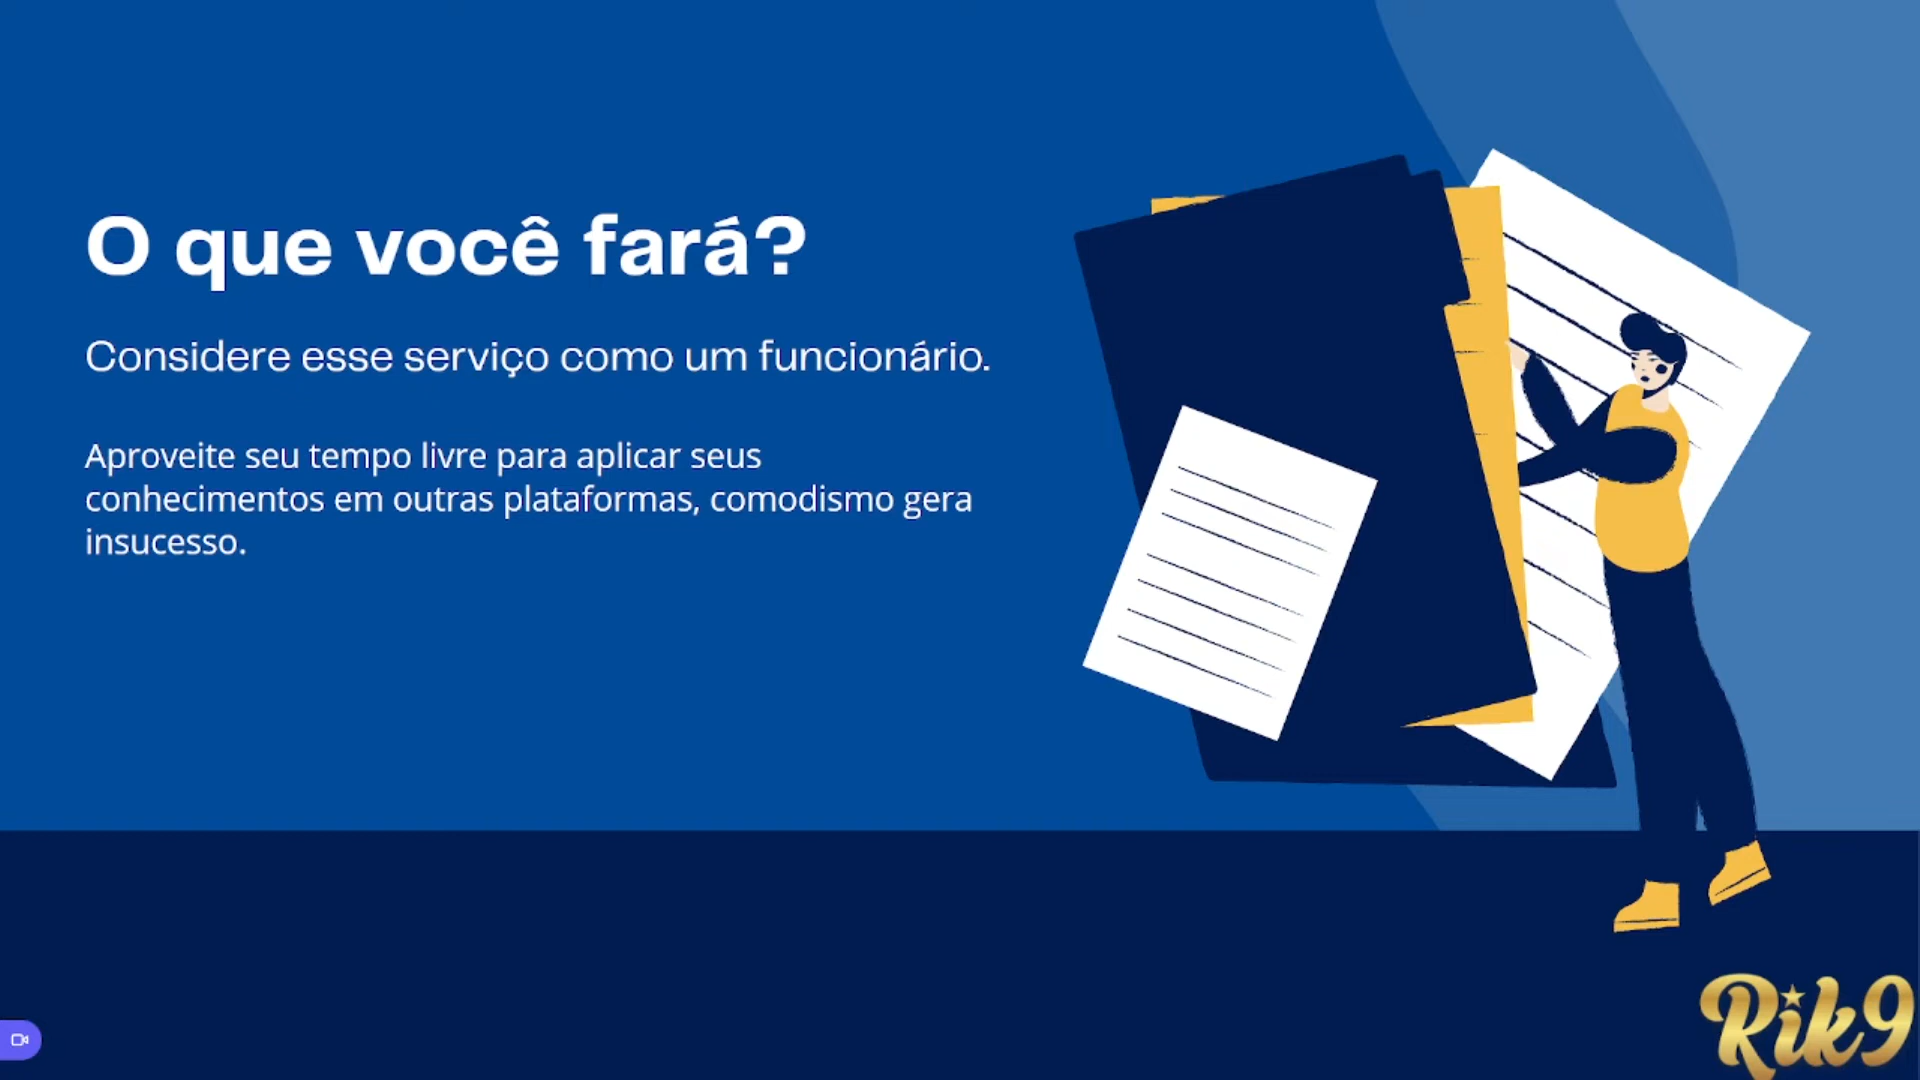 O que você fará?
Considere esse serviço como um funcionário.
Aproveite seu tempo livre para aplicar seus
conhecimentos em outras plataformas, comodismo gera
insucesso.
Rik9